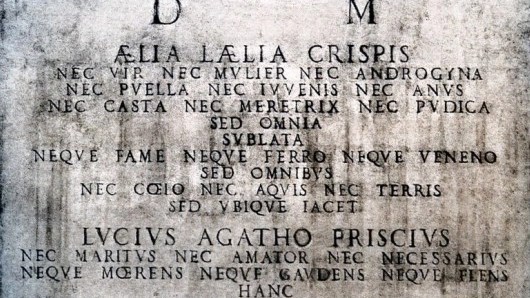 D M
ÆLIA LÆLIA CRISPIS
NEC VIR NEC MVLIER NEC ANDROGYNA
NEC PVELLA NEC IVVENIS NEC ANVS
NEC CASTA NEC MERETRIX NEC PVDICA
SED OMNIA
SVBLATA
NEQVE FAME NEQVE FERRO NEQVE VENENO
SED OMNIBVS
NEC CŒLO NEC AQVIS NEC TERRIS
SED VBIQVE IACET
LVCIVS AGATHO PRISCIVS
NEC MARITVS NEC AMATOR NEC NECESSARIVS
NEQVE MŒRENS NEQVE GAVDENS NEQVE FLENS
HANC